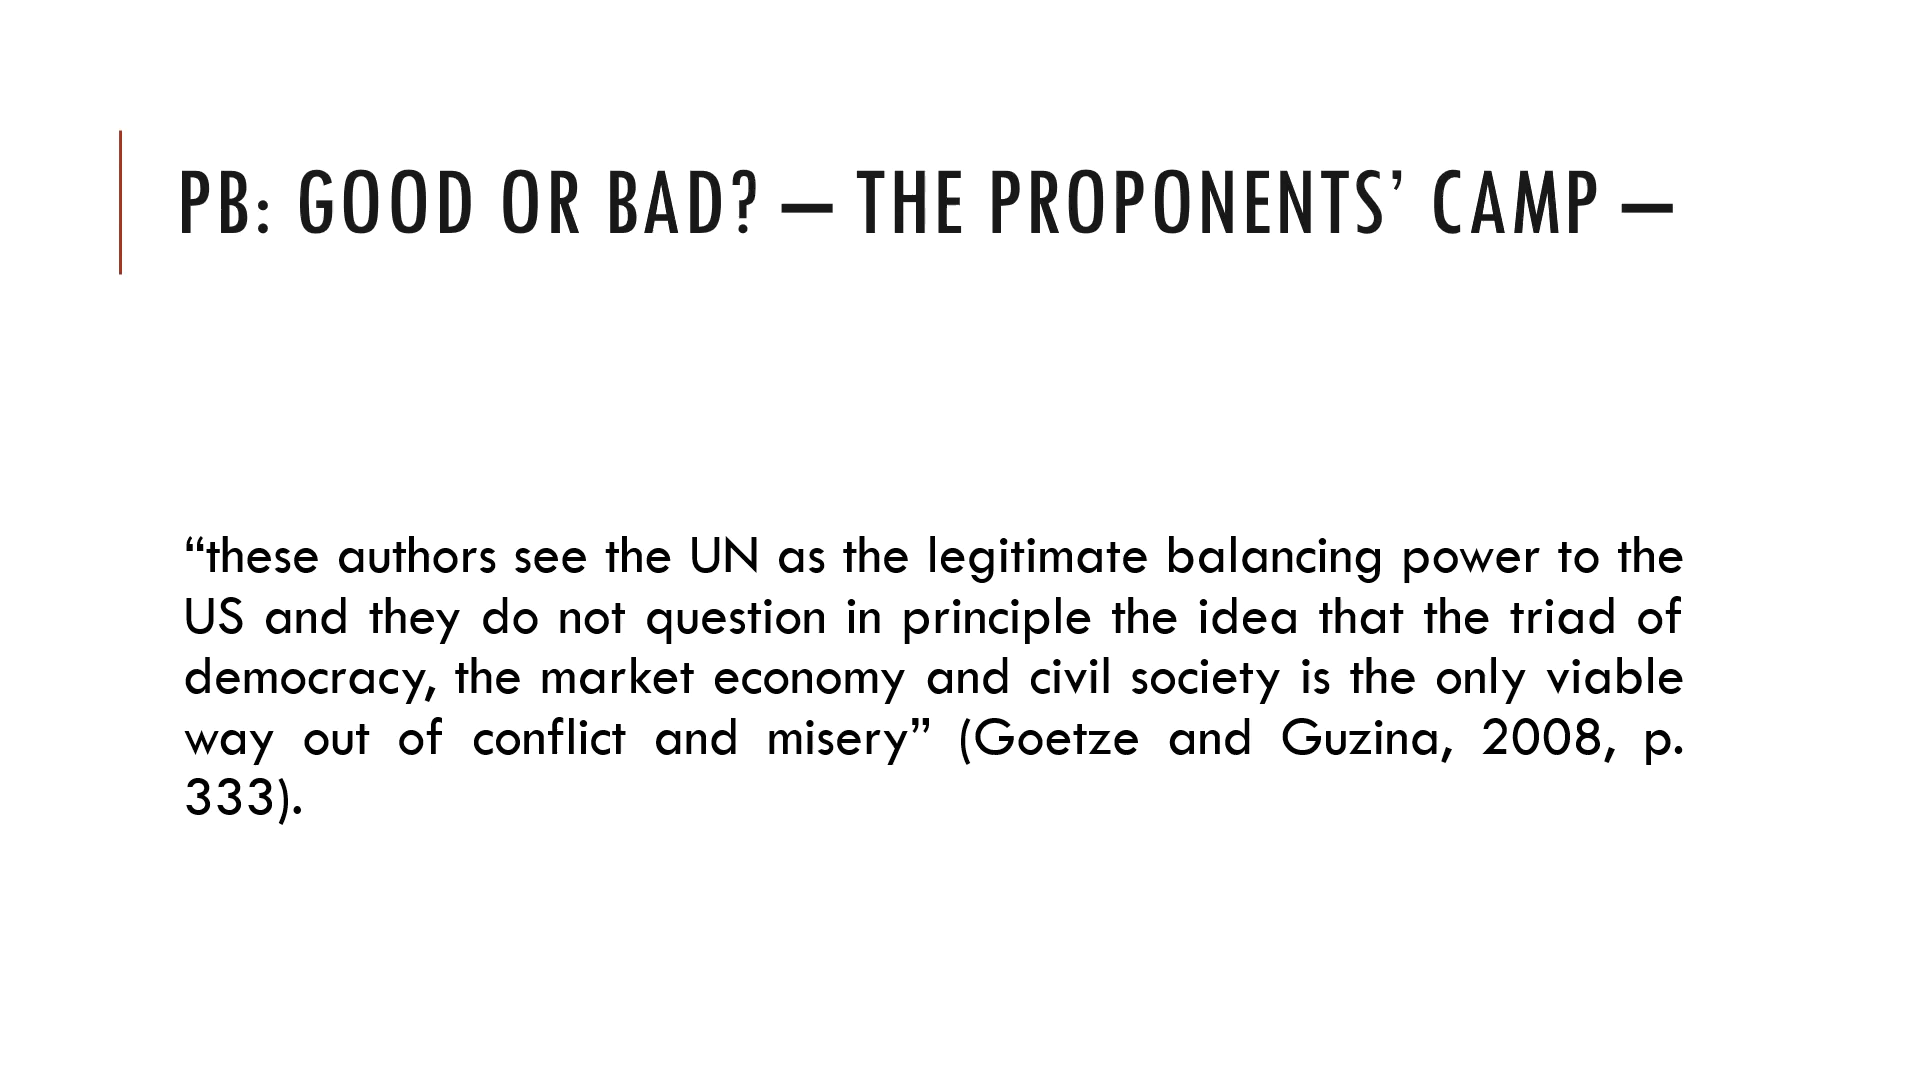 PB: GOOD OR BAD? – THE PROPONENTS’ CAMP –
“these authors see the UN as the legitimate balancing power to the
US and they do not question in principle the idea that the triad of
democracy, the market economy and civil society is the only viable
way out of conflict and misery” (Goetze and Guzina, 2008, p.
333).